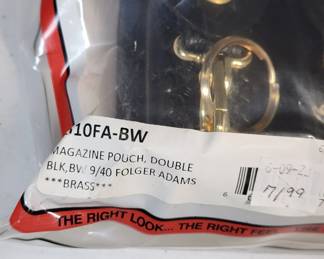 10FA-BW
MAGAZINE POUCH, DOUBLE
BLK,BW 9/40 FOLGER ADAMS
***BRASS***
7/99
THE RIGHT LOOK... THE RIGHT FEEL